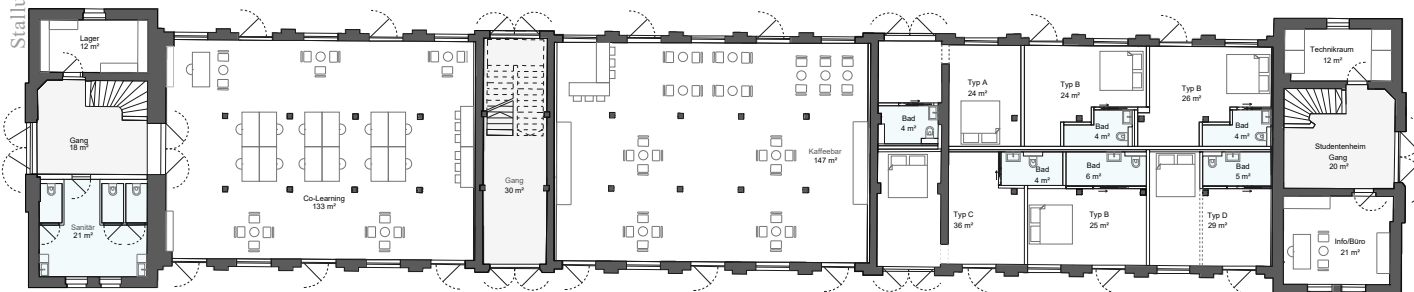 Stallu
Lager
12 m²
Gang
18 m²
Sanitär
21 m²
Co-Learning
133 m²
Gang
30 m²
Kaffeebar
147 m²
Bad
4 m²
Typ A
24 m²
Typ B
24 m²
Bad
4 m²
Typ B
26 m²
Bad
4 m²
Typ C
36 m²
Bad
4 m²
Bad
6 m²
Typ B
25 m²
Bad
5 m²
Typ D
29 m²
Technikraum
12 m²
Studentenheim
Gang
20 m²
Info/Büro
21 m²